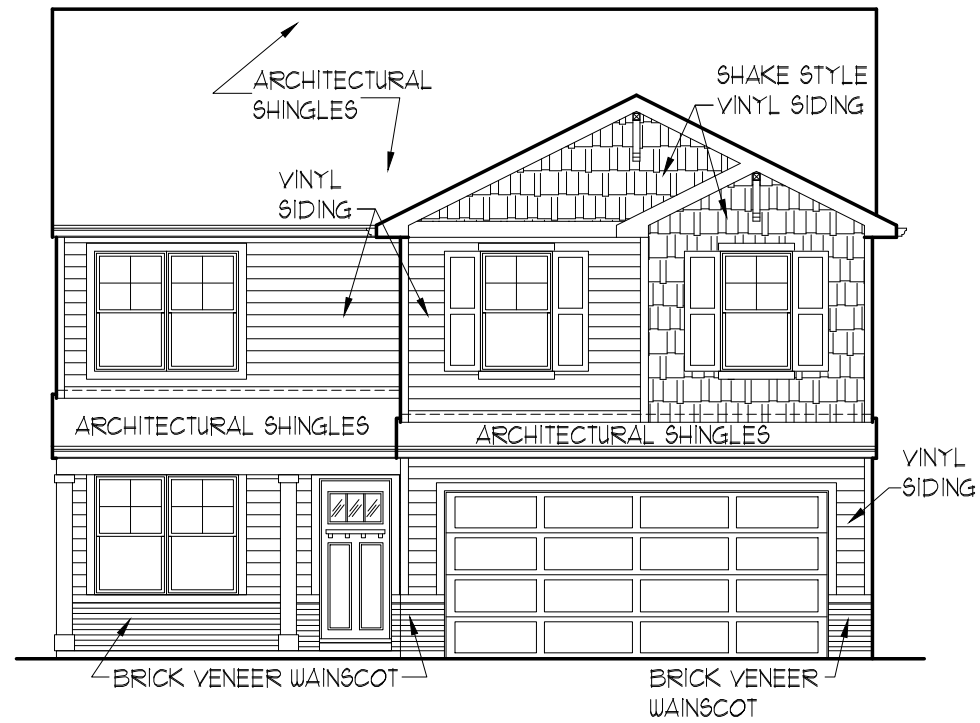 ARCHITECTURAL
SHINGLES
SHAKE STYLE
VINYL SIDING
VINYL
SIDING
ARCHITECTURAL SHINGLES
ARCHITECTURAL SHINGLES
VINYL
SIDING
BRICK VENEER WAINSCOT
BRICK VENEER
WAINSCOT